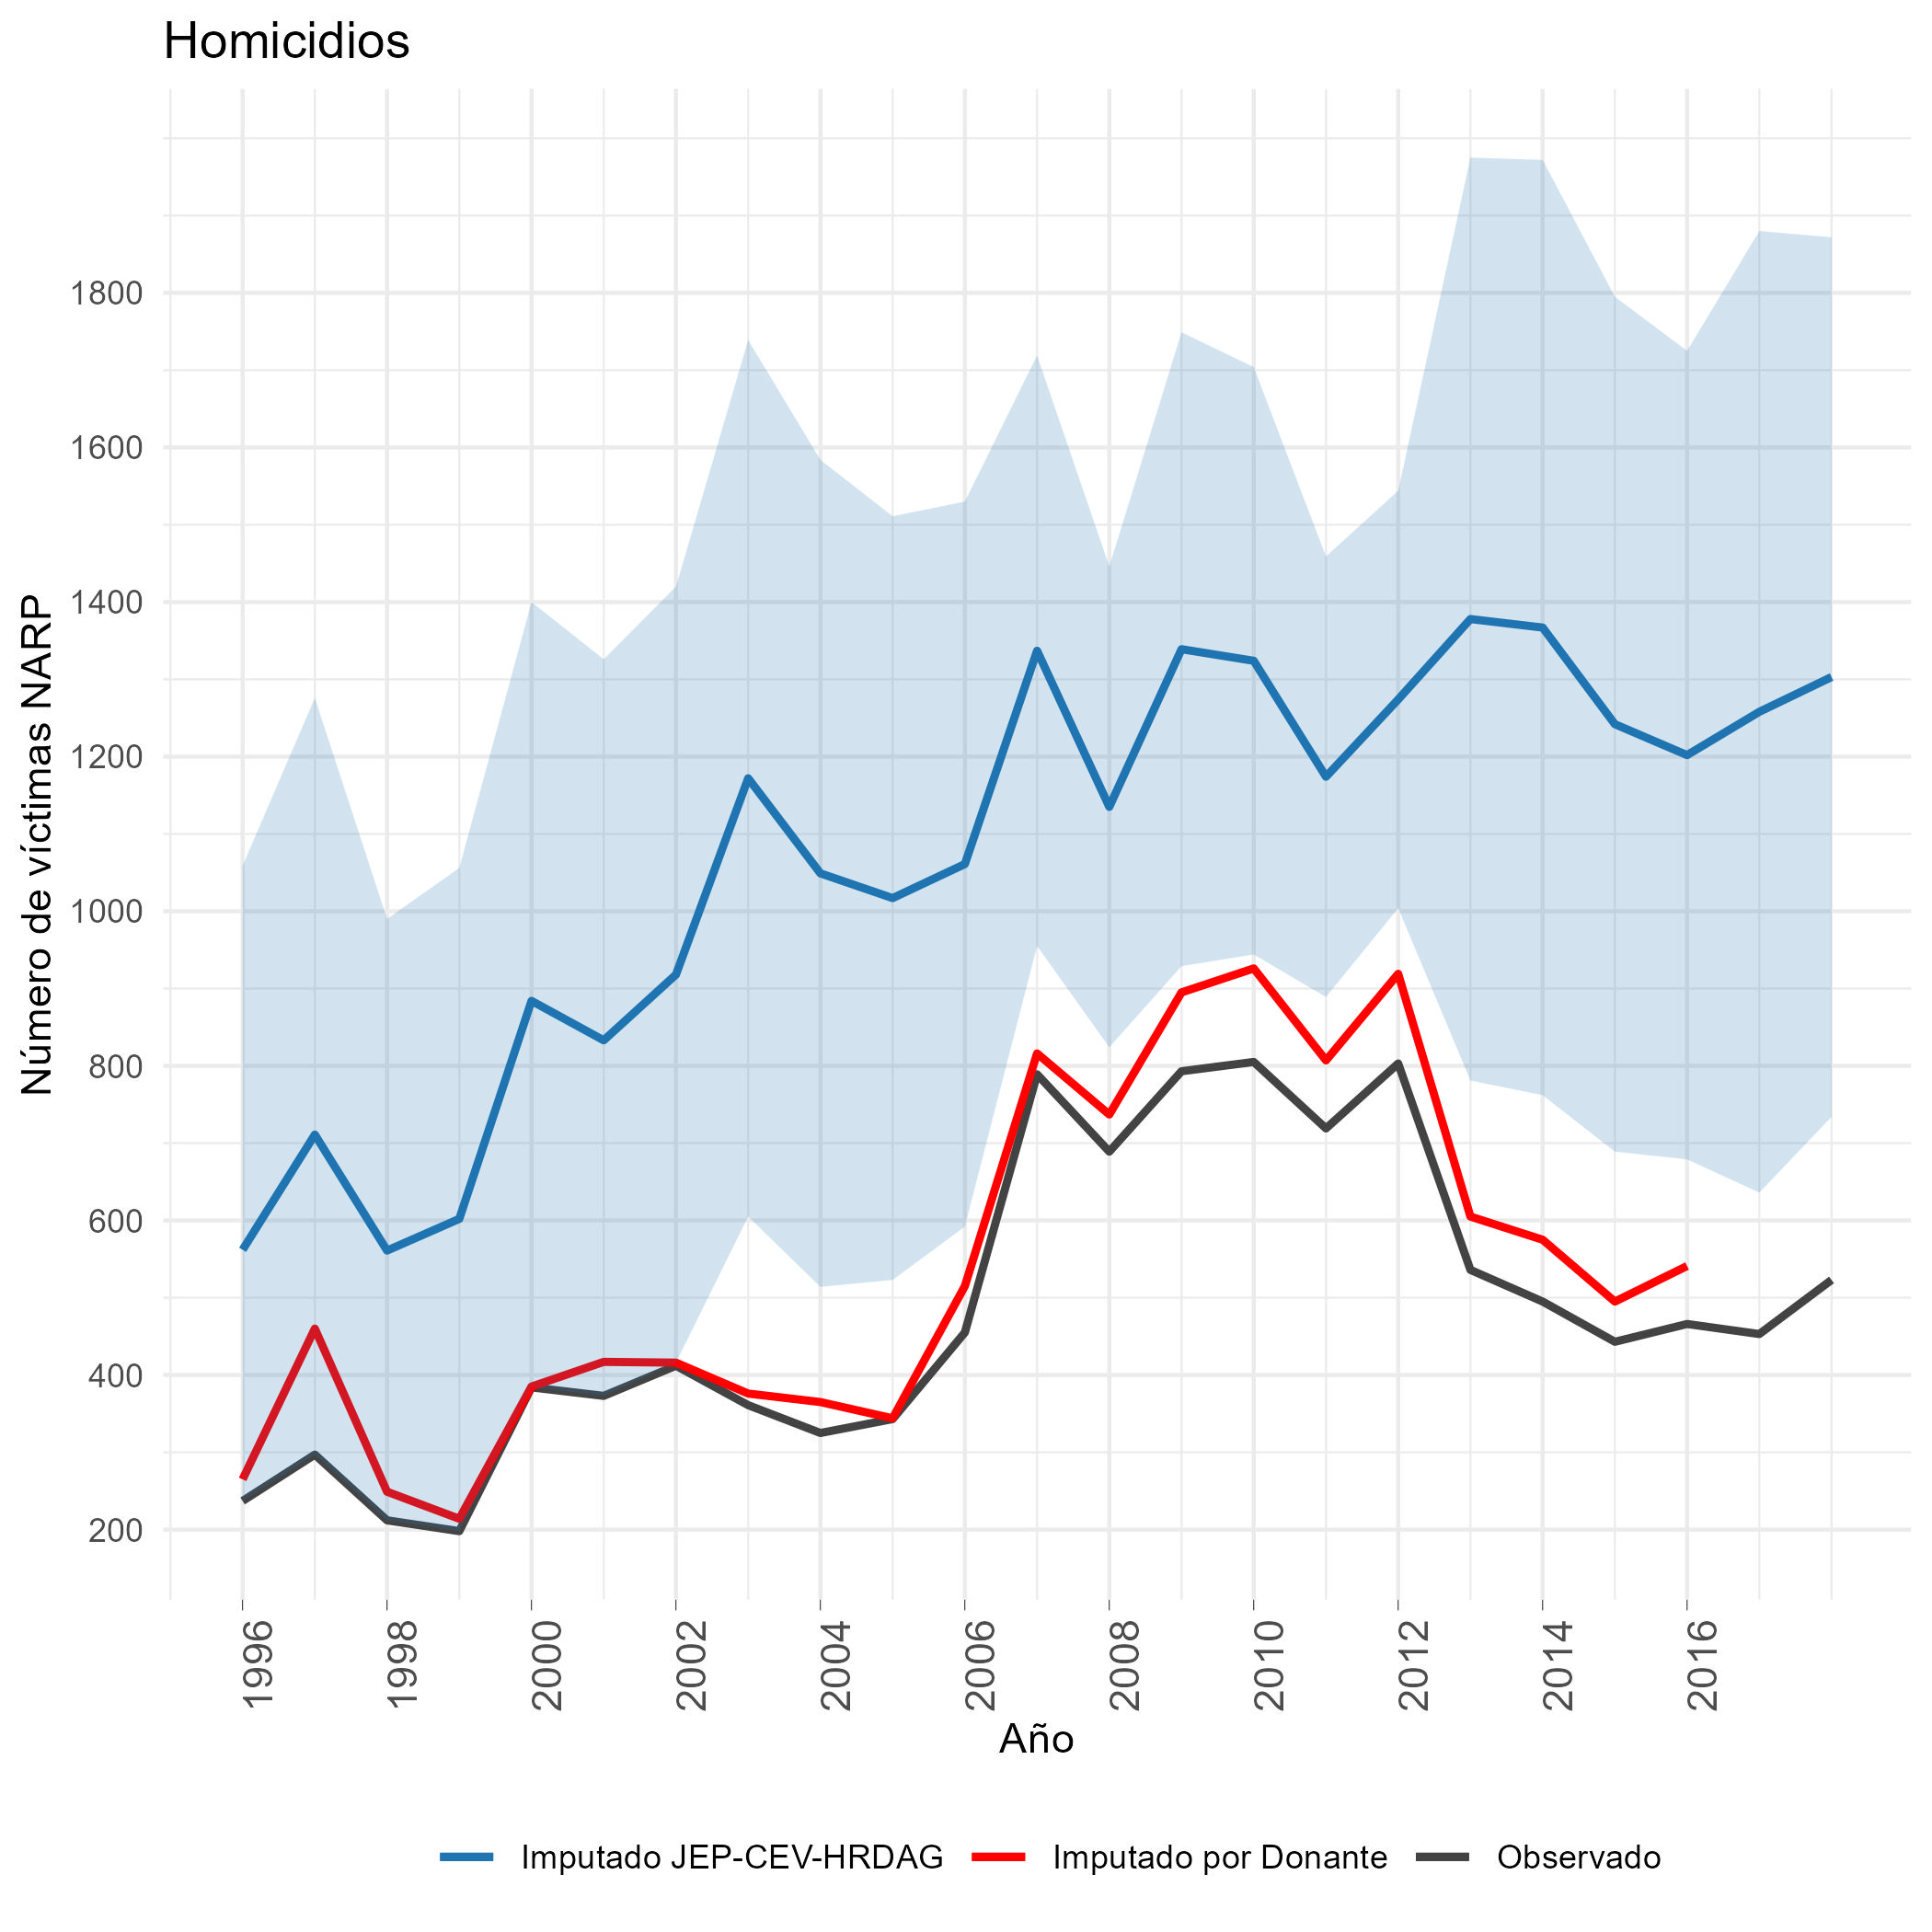 Homicidios
Número de víctimas NARP
1800
1600
1400
1200
1000
800
600
400
200
1996 1998 2000 2002 2004 2006 2008 2010 2012 2014 2016
Año
Imputado JEP-CEV-HRDAG Imputado por Donante Observado